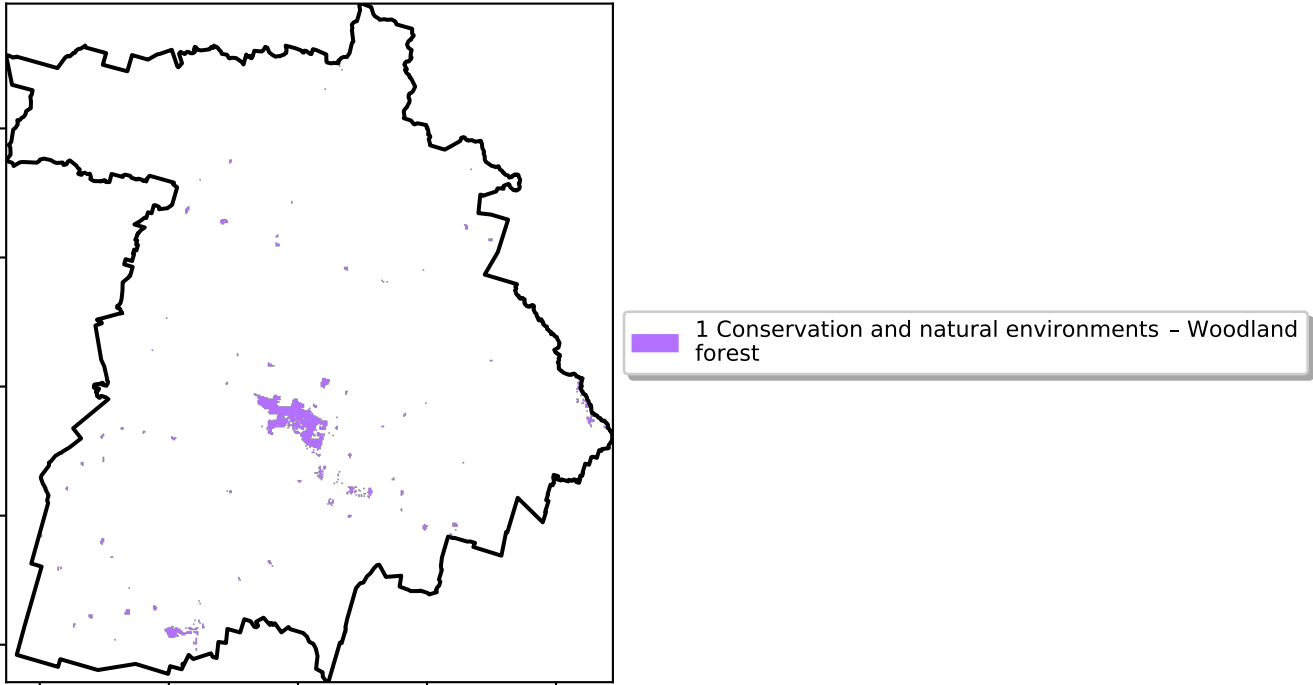 1 Conservation and natural environments – Woodland
forest